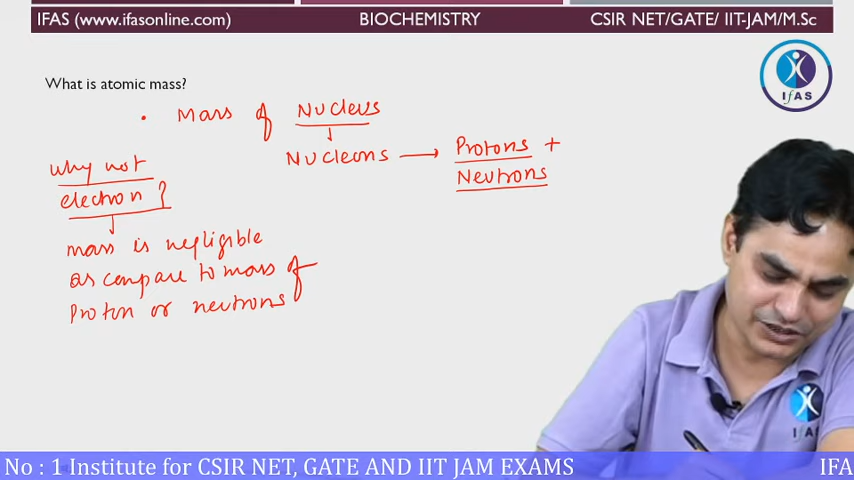 IFAS (www.ifasonline.com) BIOCHEMISTRY CSIR NET/GATE/ IIT-JAM/M.Sc
What is atomic mass?
IFAS
• Mass of Nucleus
Nucleons → Protons +
Neutrons
Why not
electron?
mass is negligible
as compare to mass of
Proton or neutrons
IFAS
No : 1 Institute for CSIR NET, GATE AND IIT JAM EXAMS IFA